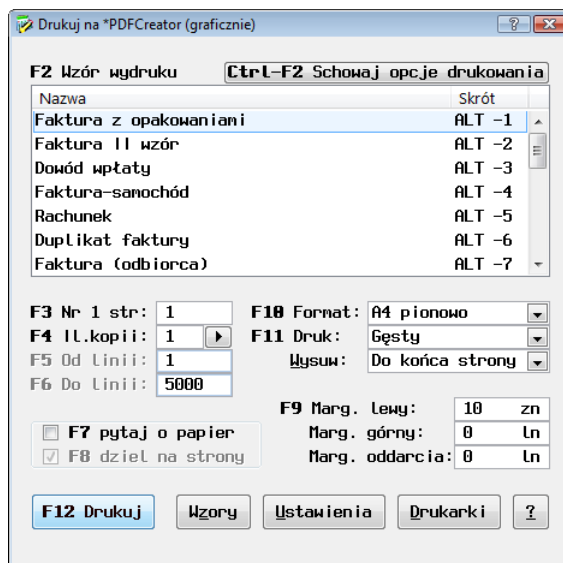 Drukuj na *PDFCreator (graficznie)
F2 Wzór wydruku Ctrl-F2 Schowaj opcje drukowania
Nazwa Skrót
Faktura z opakowaniami ALT -1
Faktura II wzór ALT -2
Dowód wpłaty ALT -3
Faktura-samochód ALT -4
Rachunek ALT -5
Duplikat faktury ALT -6
Faktura (odbiorca) ALT -7
F3 Nr 1 str: 1 F10 Format: A4 pionowo
F4 Il.kopii: 1 F11 Druk: Gęsty
F5 Od linii: 1 Wysuw: Do końca strony
F6 Do linii: 5000
F9 Marg. lewy: 10 zn
F7 pytaj o papier Marg. górny: 0 ln
F8 dziel na strony Marg. oddarcia: 0 ln
F12 Drukuj Wzory Ustawienia Drukarki ?